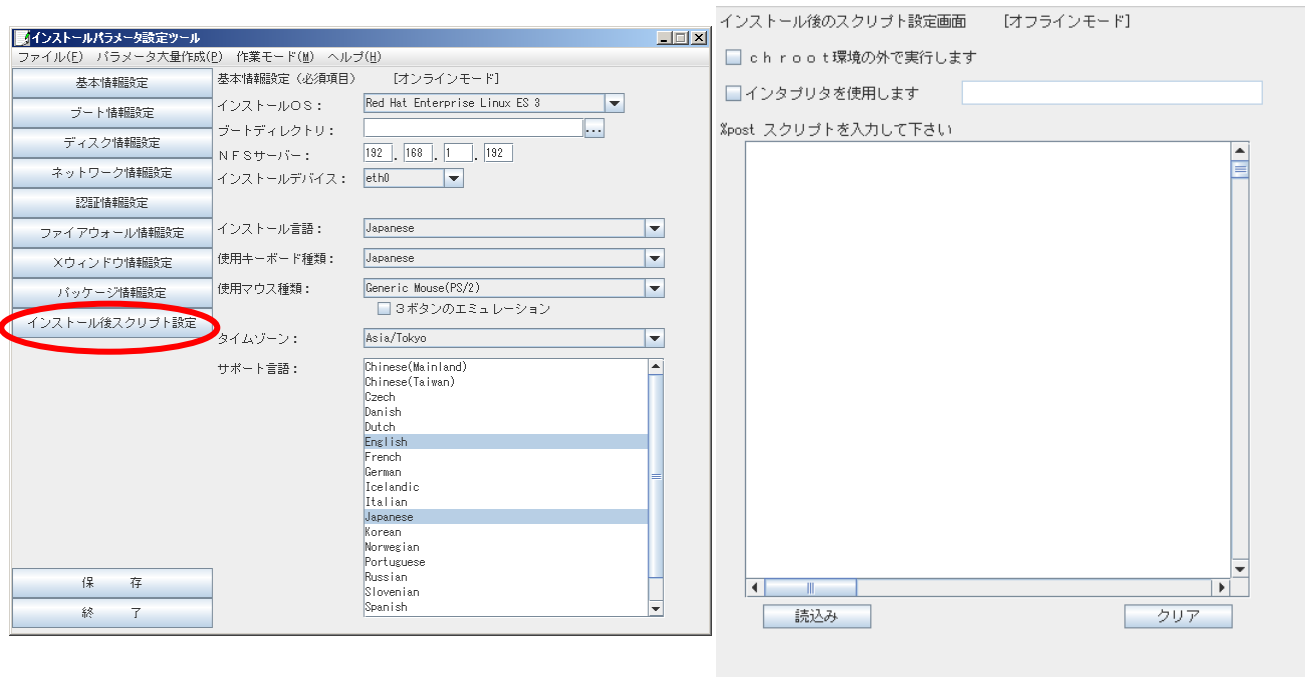 インストールパラメータ設定ツール
ファイル(F) パラメータ大量作成(P) 作業モード(M) ヘルプ(H)
基本情報設定
ブート情報設定
ディスク情報設定
ネットワーク情報設定
認証情報設定
ファイアウォール情報設定
Xウィンドウ情報設定
パッケージ情報設定
インストール後スクリプト設定
保 存
終 了
基本情報設定（必須項目） [オンラインモード]
インストールOS： Red Hat Enterprise Linux ES 3
ブートディレクトリ： ...
NFSサーバー： 192 . 168 . 1 . 192
インストールデバイス： eth0
インストール言語： Japanese
使用キーボード種類： Japanese
使用マウス種類： Generic Mouse(PS/2)
3ボタンのエミュレーション
タイムゾーン： Asia/Tokyo
サポート言語：
Chinese(Mainland)
Chinese(Taiwan)
Czech
Danish
Dutch
English
French
German
Icelandic
Italian
Japanese
Korean
Norwegian
Portuguese
Russian
Slovenian
Spanish
インストール後のスクリプト設定画面 [オフラインモード]
ｃｈｒｏｏｔ環境の外で実行します
インタプリタを使用します
%post スクリプトを入力して下さい
読込み
クリア